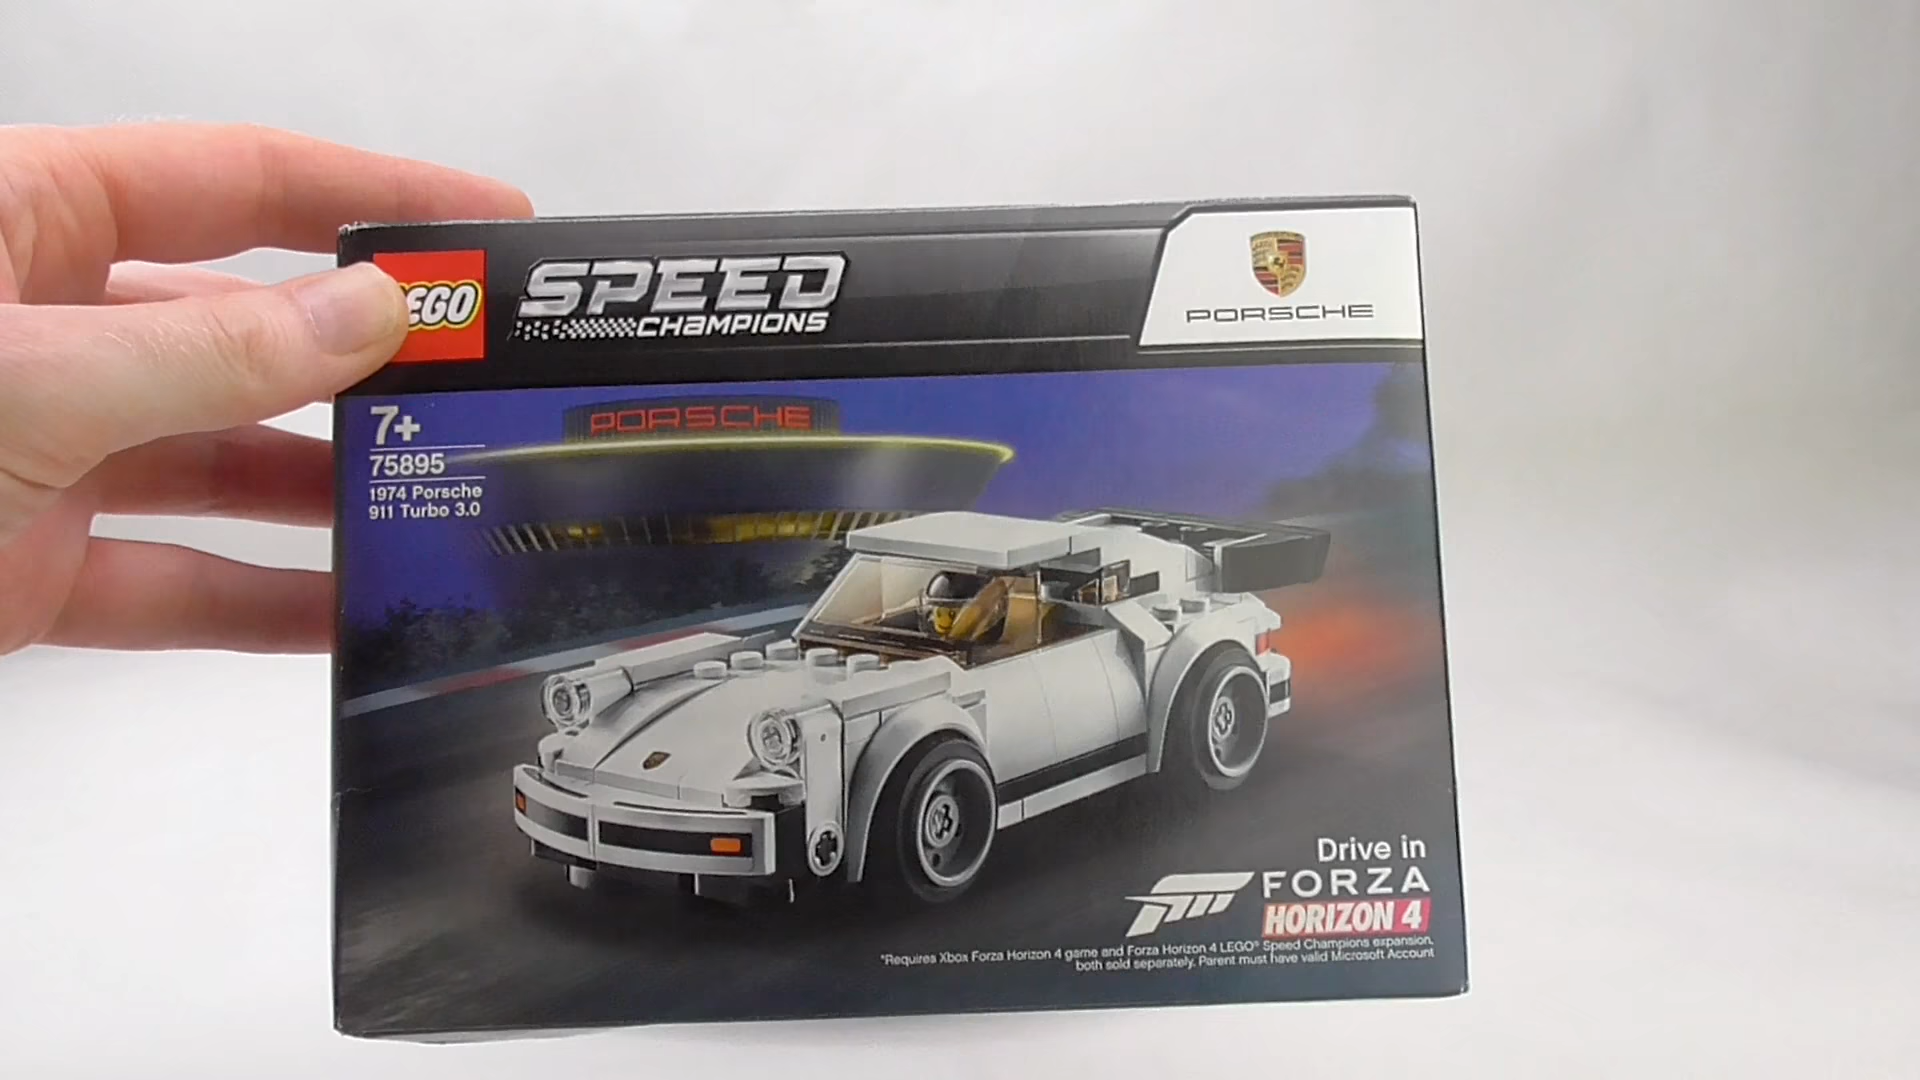 LEGO
SPEED
CHAMPIONS
PORSCHE
7+
75895
1974 Porsche
911 Turbo 3.0
PORSCHE
Drive in
FORZA
HORIZON 4
*Requires Xbox Forza Horizon 4 game and Forza Horizon 4 LEGO® Speed Champions expansion,
both sold separately. Parent must have valid Microsoft Account